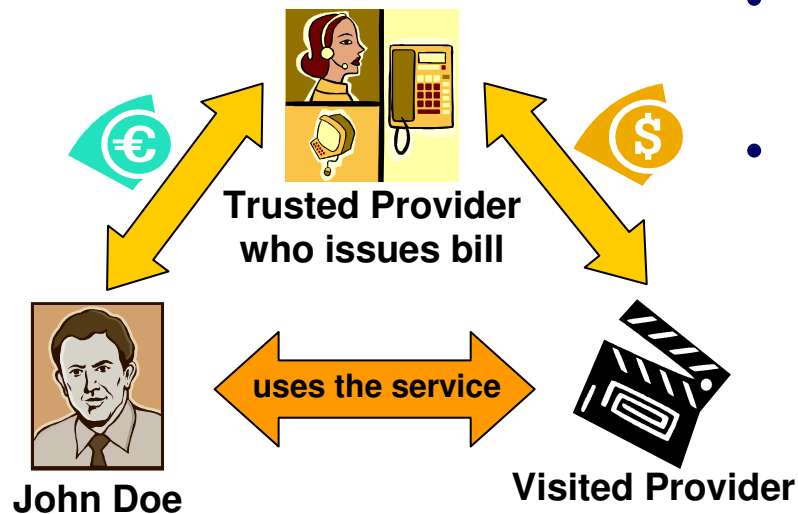 €
$
Trusted Provider
who issues bill
uses the service
John Doe
Visited Provider